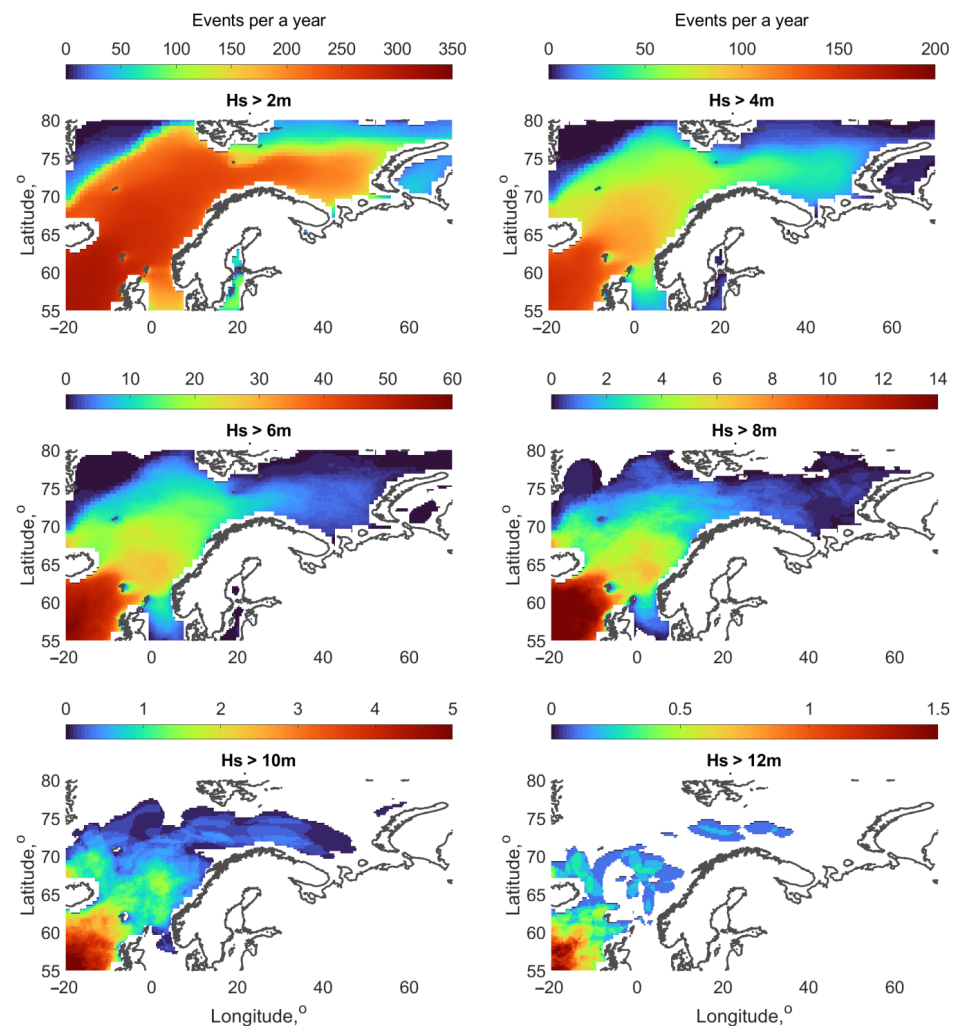 Events per a year Events per a year
0 50 100 150 200 250 300 350 0 50 100 150 200
Hs > 2m Hs > 4m
80 80
75 75
70 70
65 65
60 60
55 55
Latitude,° Latitude,°
−20 0 20 40 60 −20 0 20 40 60
0 10 20 30 40 50 60 0 2 4 6 8 10 12 14
Hs > 6m Hs > 8m
80 80
75 75
70 70
65 65
60 60
55 55
Latitude,° Latitude,°
−20 0 20 40 60 −20 0 20 40 60
0 1 2 3 4 5 0 0.5 1 1.5
Hs > 10m Hs > 12m
80 80
75 75
70 70
65 65
60 60
55 55
Latitude,° Latitude,°
−20 0 20 40 60 −20 0 20 40 60
Longitude,° Longitude,°